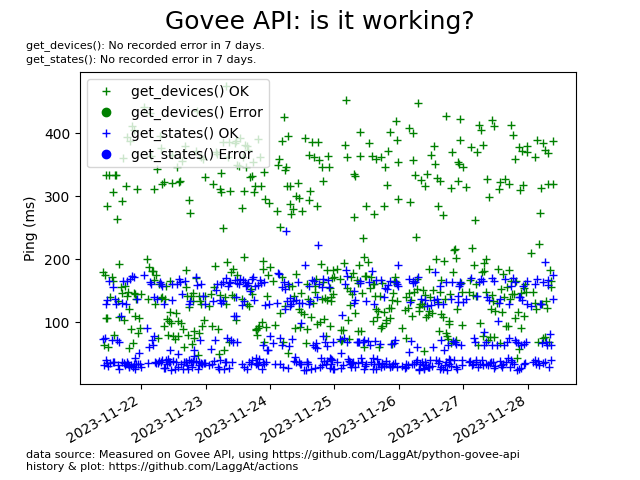 Govee API: is it working?
get_devices(): No recorded error in 7 days.
get_states(): No recorded error in 7 days.
get_devices() OK
get_devices() Error
get_states() OK
get_states() Error
Ping (ms)
400
300
200
100
2023-11-22
2023-11-23
2023-11-24
2023-11-25
2023-11-26
2023-11-27
2023-11-28
data source: Measured on Govee API, using https://github.com/LaggAt/python-govee-api
history & plot: https://github.com/LaggAt/actions